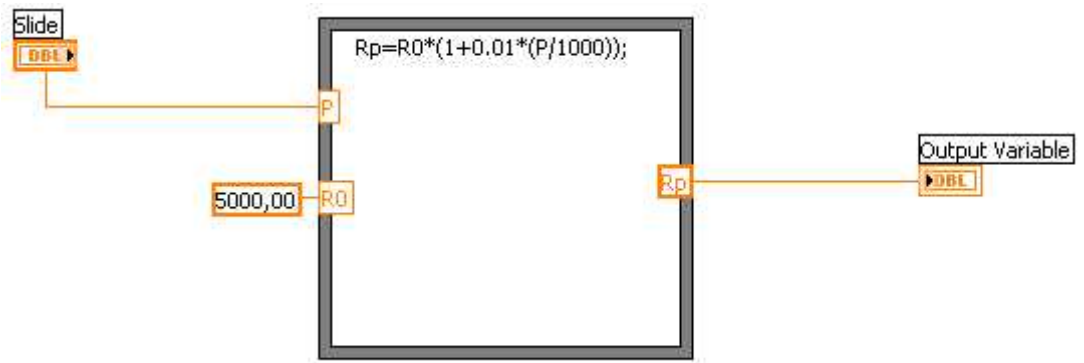 Slide
DBL
Rp=R0*(1+0.01*(P/1000));
P
5000,00
R0
Rp
Output Variable
DBL